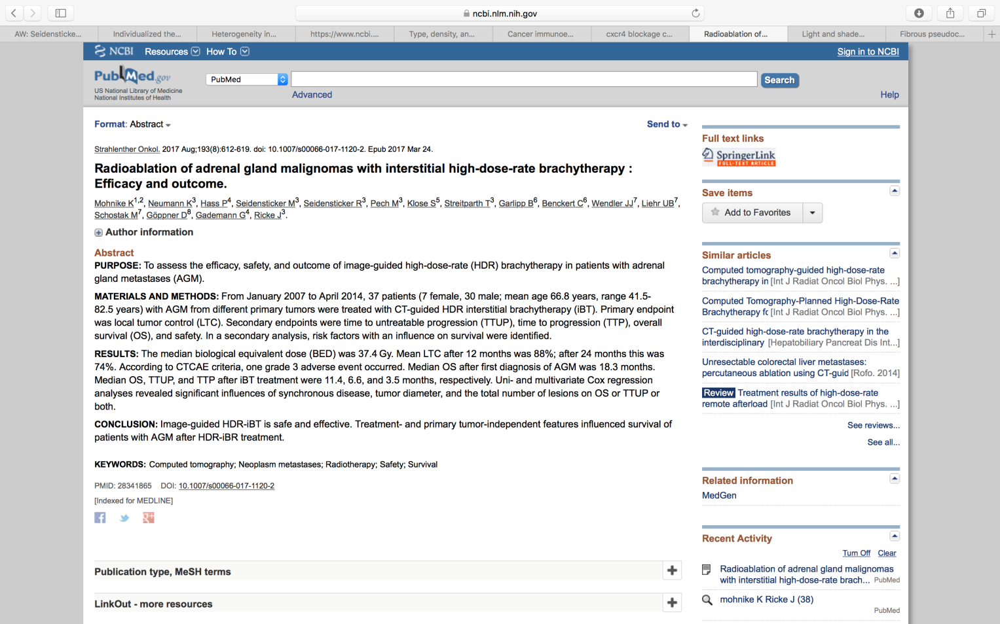 ncbi.nlm.nih.gov
AW: Seidensticke...
Individualized the...
Heterogeneity in...
https://www.ncbi....
Type, density, an...
Cancer immunoe...
cxcr4 blockage c...
Radioablation of...
Light and shade...
Fibrous pseudoc...
NCBI Resources How To
Sign in to NCBI
PubMed.gov
US National Library of Medicine
National Institutes of Health
PubMed
Search
Advanced
Help
Format: Abstract
Send to
Strahlenther Onkol. 2017 Aug;193(8):612-619. doi: 10.1007/s00066-017-1120-2. Epub 2017 Mar 24.
Radioablation of adrenal gland malignomas with interstitial high-dose-rate brachytherapy :
Efficacy and outcome.
Mohnike K1,2, Neumann K3, Hass P4, Seidensticker M3, Seidensticker R3, Pech M3, Klose S5, Streitparth T3, Garlipp B6, Benckert C6, Wendler JJ7, Liehr UB7,
Schostak M7, Göppner D8, Gademann G4, Ricke J3.
Author information
Abstract
PURPOSE: To assess the efficacy, safety, and outcome of image-guided high-dose-rate (HDR) brachytherapy in patients with adrenal
gland metastases (AGM).
MATERIALS AND METHODS: From January 2007 to April 2014, 37 patients (7 female, 30 male; mean age 66.8 years, range 41.5-
82.5 years) with AGM from different primary tumors were treated with CT-guided HDR interstitial brachytherapy (iBT). Primary endpoint
was local tumor control (LTC). Secondary endpoints were time to untreatable progression (TTUP), time to progression (TTP), overall
survival (OS), and safety. In a secondary analysis, risk factors with an influence on survival were identified.
RESULTS: The median biological equivalent dose (BED) was 37.4 Gy. Mean LTC after 12 months was 88%; after 24 months this was
74%. According to CTCAE criteria, one grade 3 adverse event occurred. Median OS after first diagnosis of AGM was 18.3 months.
Median OS, TTUP, and TTP after iBT treatment were 11.4, 6.6, and 3.5 months, respectively. Uni- and multivariate Cox regression
analyses revealed significant influences of synchronous disease, tumor diameter, and the total number of lesions on OS or TTUP or
both.
CONCLUSION: Image-guided HDR-iBT is safe and effective. Treatment- and primary tumor-independent features influenced survival of
patients with AGM after HDR-iBR treatment.
KEYWORDS: Computed tomography; Neoplasm metastases; Radiotherapy; Safety; Survival
PMID: 28341865 DOI: 10.1007/s00066-017-1120-2
[Indexed for MEDLINE]
Publication type, MeSH terms
LinkOut - more resources
Full text links
SpringerLink
FULL-TEXT ARTICLE
Save items
Add to Favorites
Similar articles
Computed tomography-guided high-dose-rate
brachytherapy in [Int J Radiat Oncol Biol Phys. ...]
Computed Tomography-Planned High-Dose-Rate
Brachytherapy fc [Int J Radiat Oncol Biol Phys. ...]
CT-guided high-dose-rate brachytherapy in the
interdisciplinary [Hepatobiliary Pancreat Dis Int...]
Unresectable colorectal liver metastases:
percutaneous ablation using CT-guid [Rofo. 2014]
Review Treatment results of high-dose-rate
remote afterload [Int J Radiat Oncol Biol Phys. ...]
See reviews...
See all...
Related information
MedGen
Recent Activity
Turn Off Clear
Radioablation of adrenal gland malignomas
with interstitial high-dose-rate brach... PubMed
mohnike K Ricke J (38)
PubMed